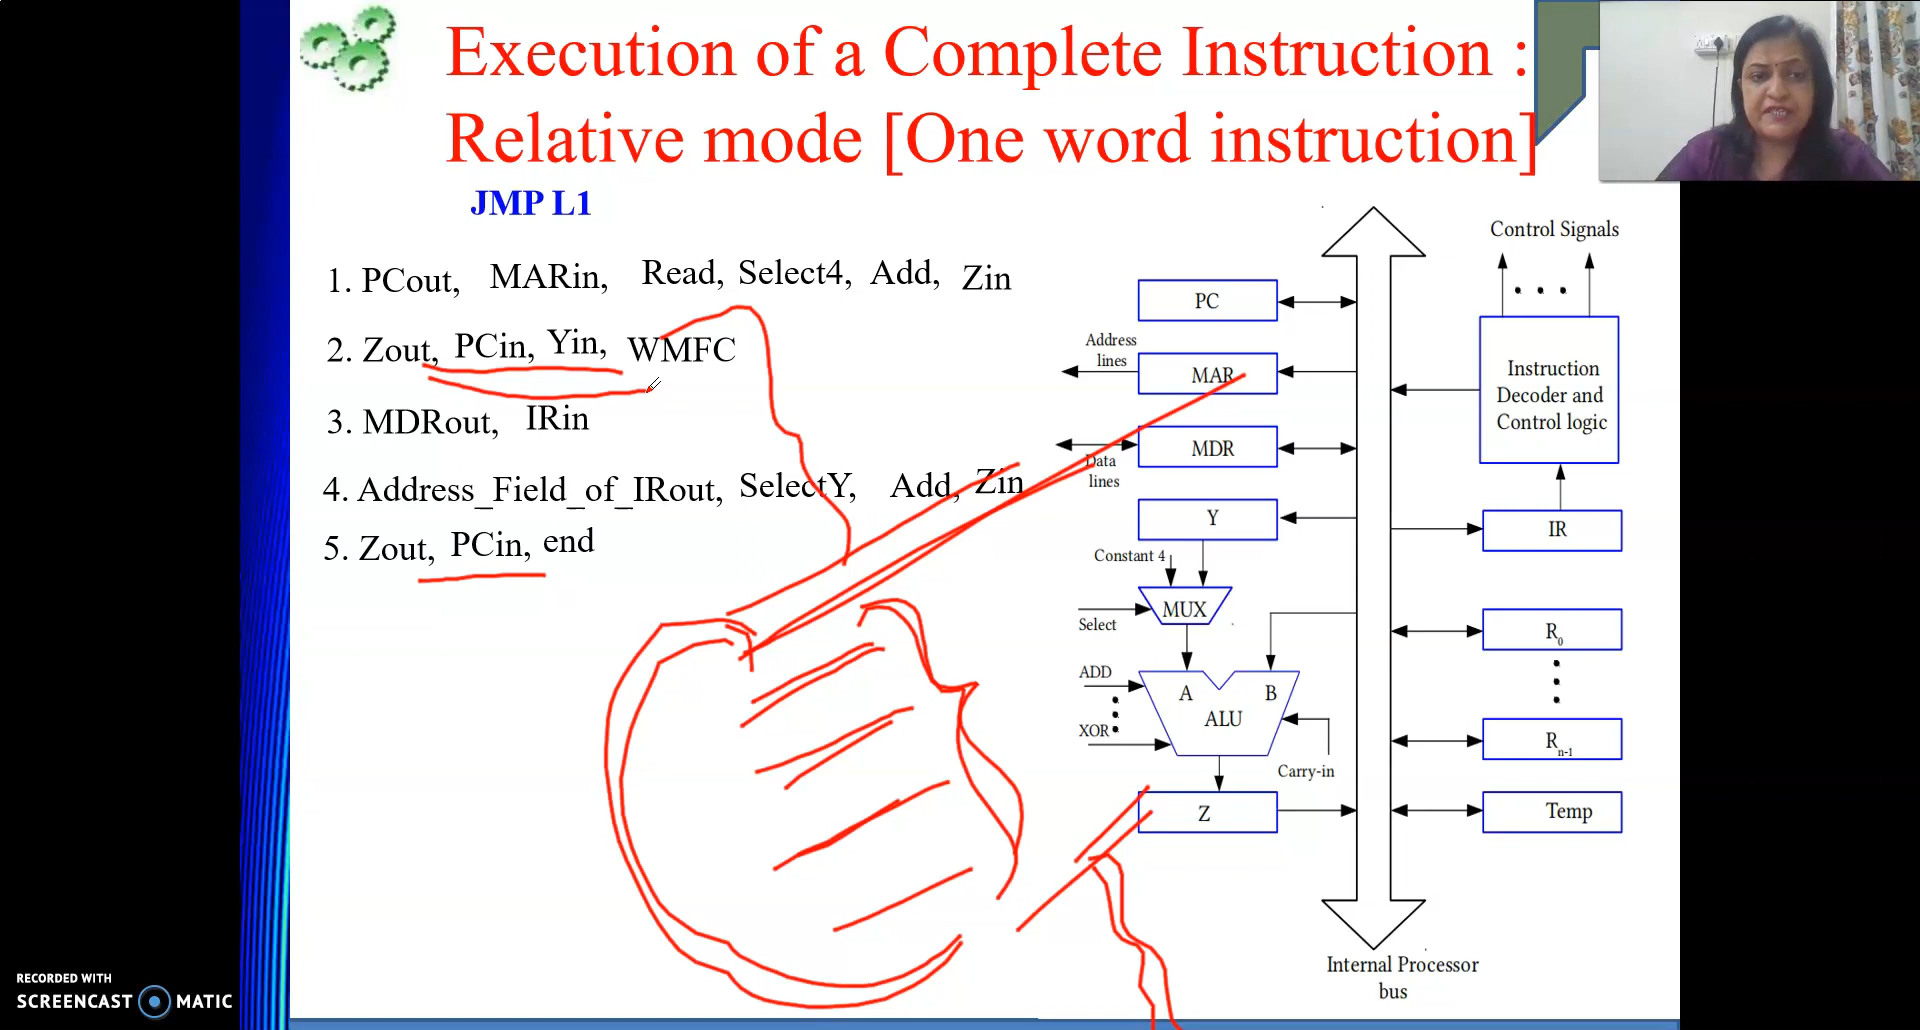 Execution of a Complete Instruction :
Relative mode [One word instruction]
JMP L1
1. PCout, MARin, Read, Select4, Add, Zin
2. Zout, PCin, Yin, WMFC
3. MDRout, IRin
4. Address_Field_of_IRout, SelectY, Add, Zin
5. Zout, PCin, end
Control Signals
PC
Address
lines
MAR
Instruction
Decoder and
Control logic
MDR
Data
lines
Y
IR
Constant 4
MUX
Select
R0
ADD
A B
ALU
XOR
Rn-1
Carry-in
Z
Temp
Internal Processor
bus
RECORDED WITH
SCREENCAST MATIC